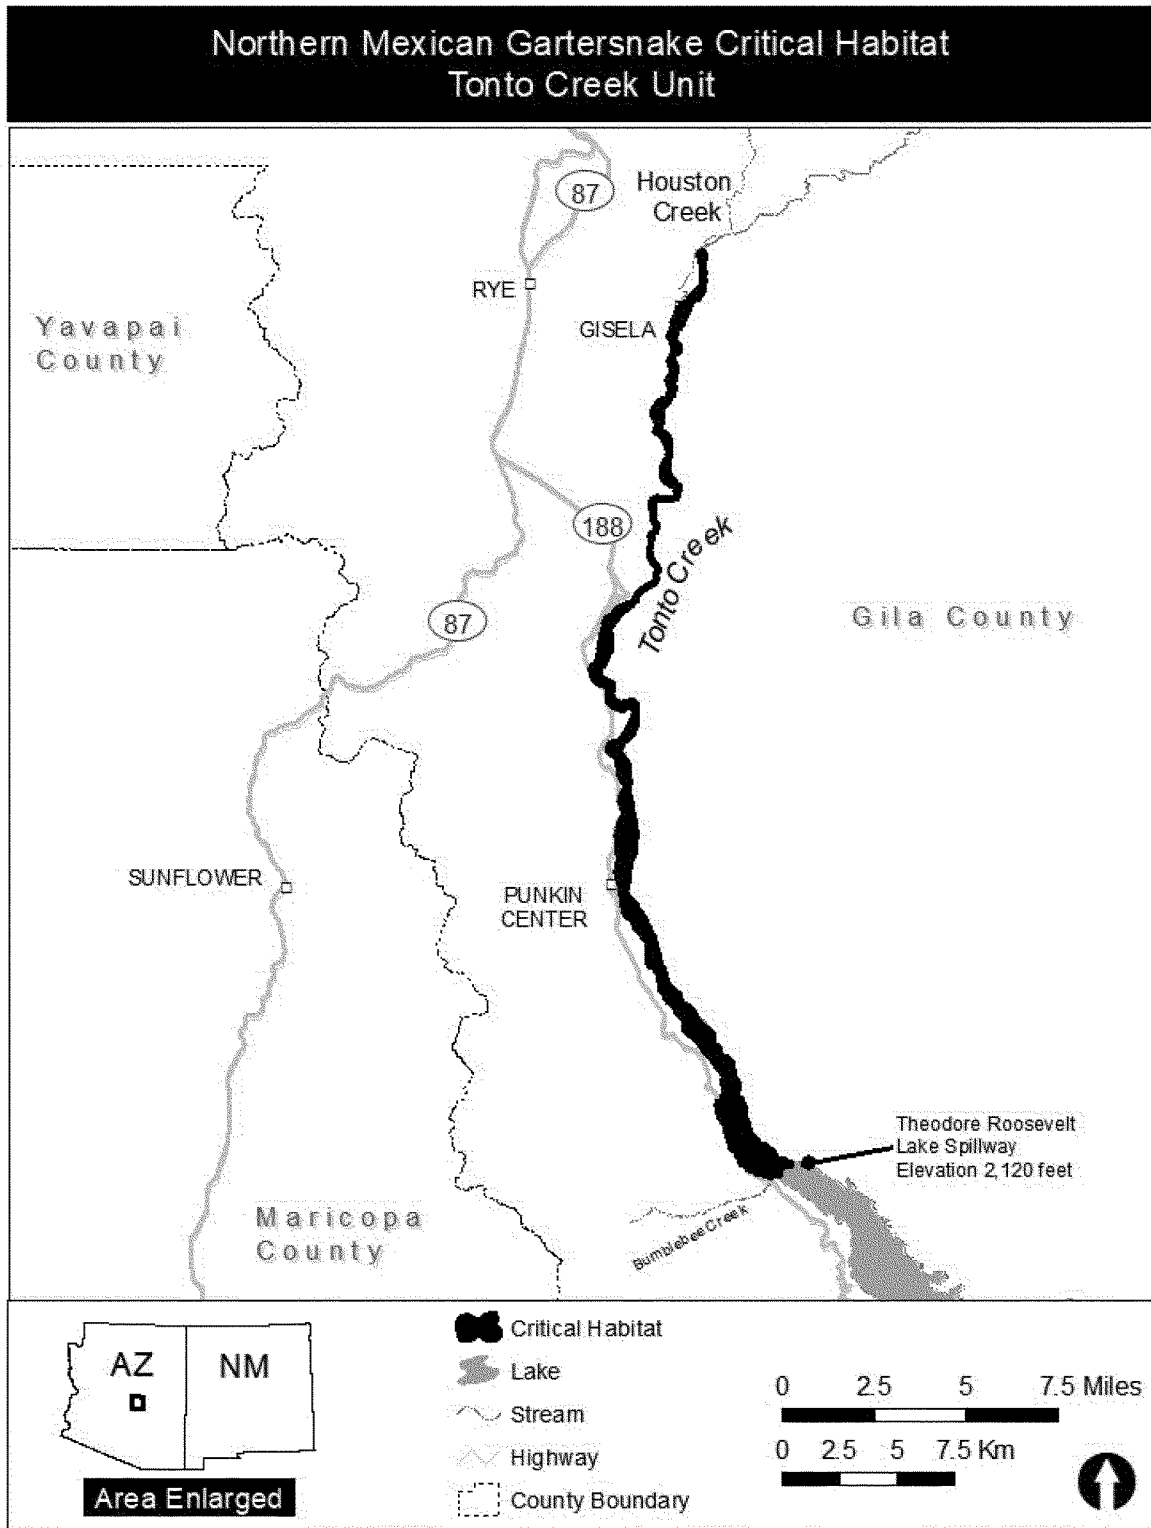 Northern Mexican Gartersnake Critical Habitat
Tonto Creek Unit
87
Houston
Creek
RYE
GISELA
Yavapai
County
188
Tonto Creek
Gila County
87
SUNFLOWER
PUNKIN
CENTER
Theodore Roosevelt
Lake Spillway
Elevation 2,120 feet
Maricopa
County
Bumblebee Creek
AZ
NM
Area Enlarged
Critical Habitat
Lake
Stream
Highway
County Boundary
0 2.5 5 7.5 Miles
0 2.5 5 7.5 Km